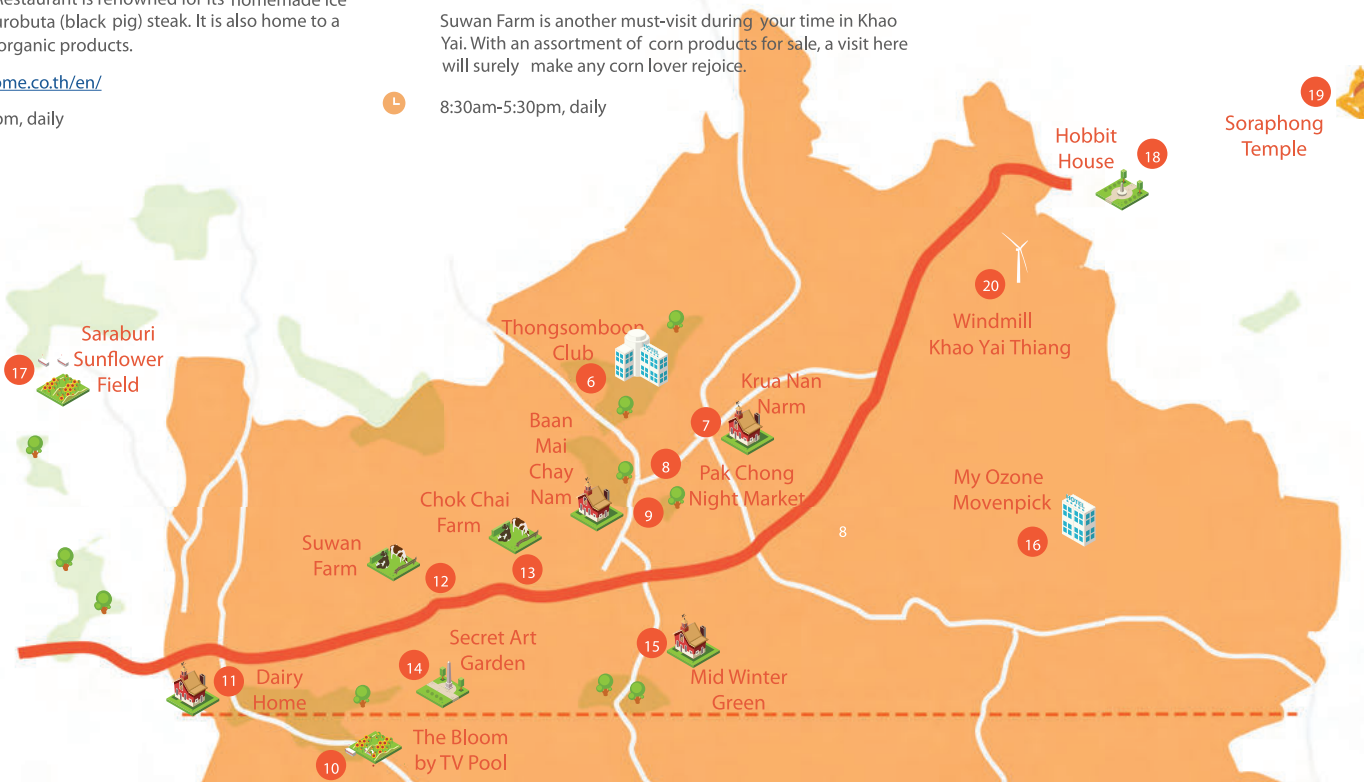 Restaurant is renowned for its homemade ice
urobuta (black pig) steak. It is also home to a
organic products.
ome.co.th/en/
om, daily
Suwan Farm is another must-visit during your time in Khao
Yai. With an assortment of corn products for sale, a visit here
will surely make any corn lover rejoice.
8:30am-5:30pm, daily
19
Soraphong
Temple
Hobbit
House
18
20
Windmill
Khao Yai Thiang
17
Saraburi
Sunflower
Field
Thongsomboon
Club
6
Krua Nan
Narm
7
Baan
Mai
Chay
Nam
8
Pak Chong
Night Market
9
8
My Ozone
Movenpick
16
Chok Chai
Farm
13
Suwan
Farm
12
Secret Art
Garden
14
15
Mid Winter
Green
11
Dairy
Home
The Bloom
by TV Pool
10
HOTEL